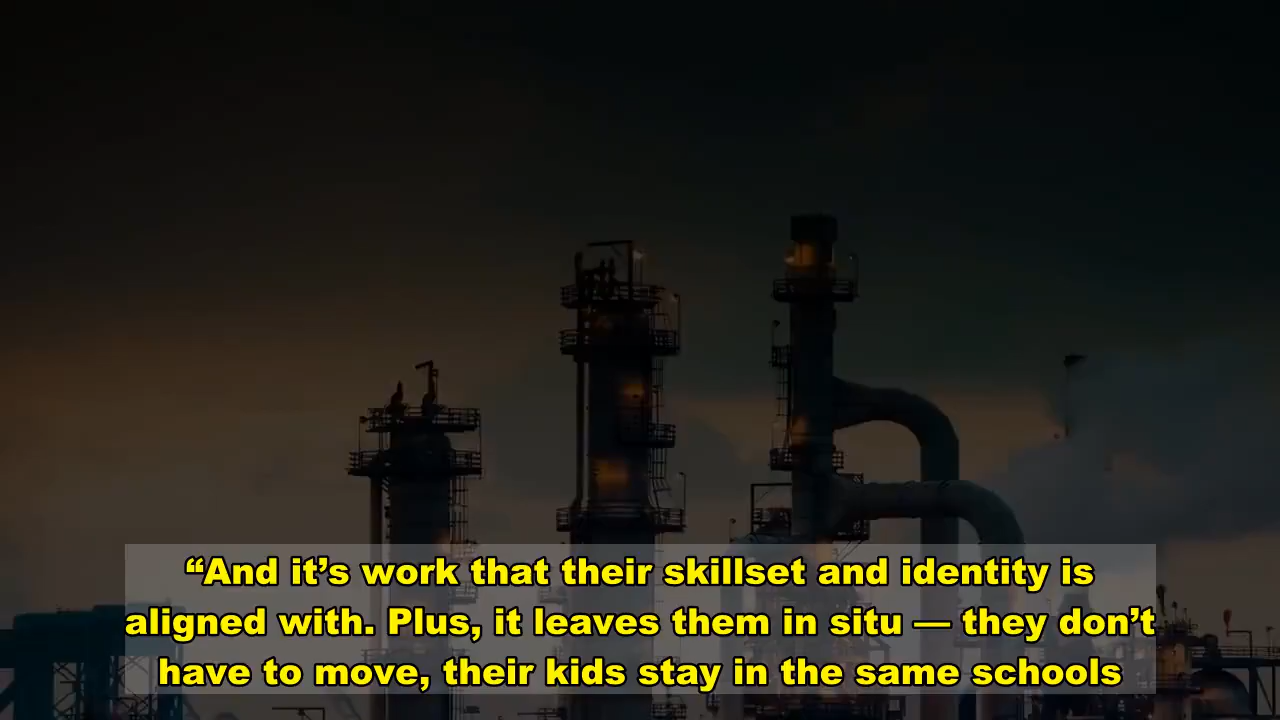 “And it’s work that their skillset and identity is
aligned with. Plus, it leaves them in situ — they don’t
have to move, their kids stay in the same schools